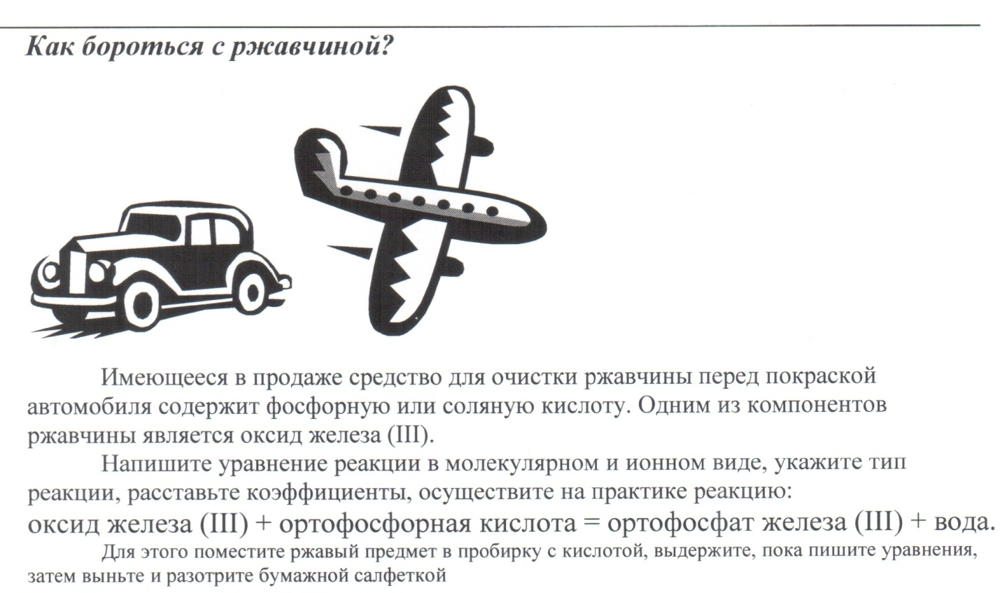 Как бороться с ржавчиной?
Имеющееся в продаже средство для очистки ржавчины перед покраской
автомобиля содержит фосфорную или соляную кислоту. Одним из компонентов
ржавчины является оксид железа (III).
Напишите уравнение реакции в молекулярном и ионном виде, укажите тип
реакции, расставьте коэффициенты, осуществите на практике реакцию:
оксид железа (III) + ортофосфорная кислота = ортофосфат железа (III) + вода.
Для этого поместите ржавый предмет в пробирку с кислотой, выдержите, пока пишите уравнения,
затем выньте и разотрите бумажной салфеткой